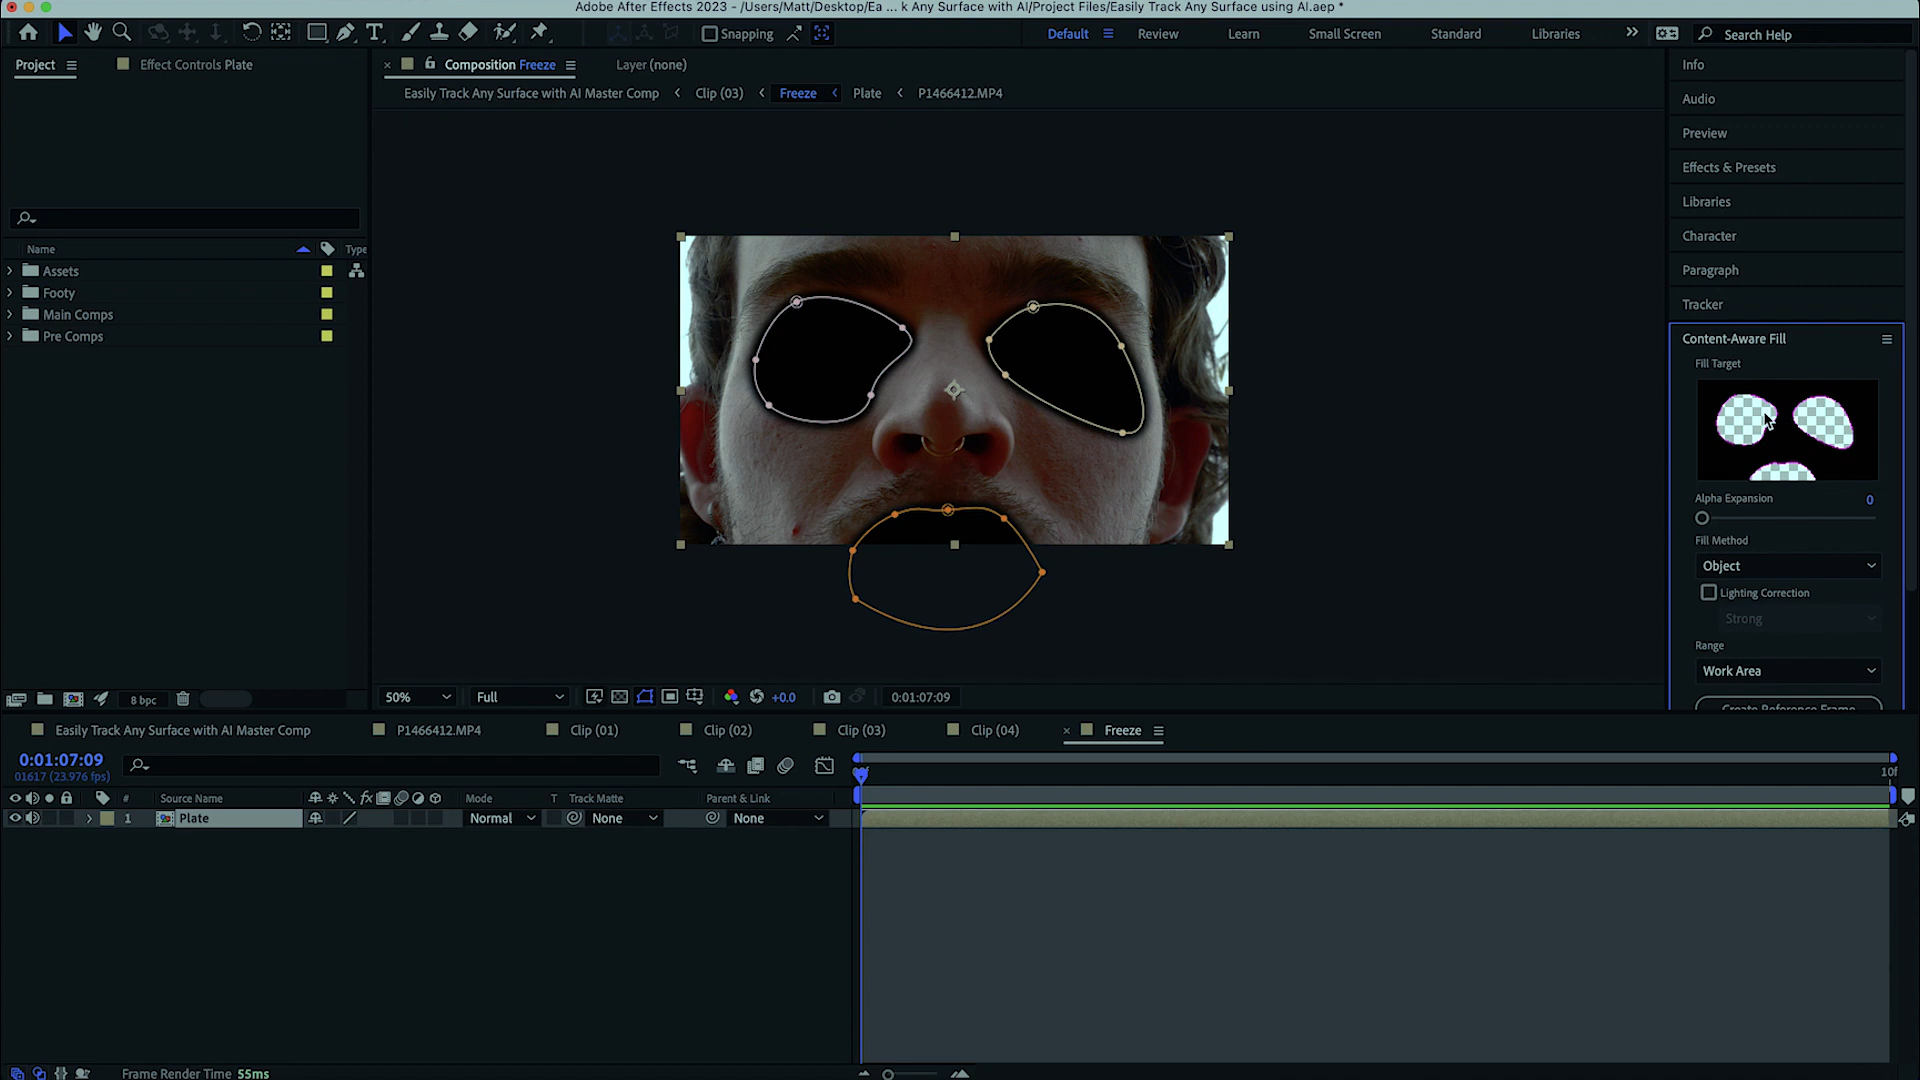 Adobe After Effects 2023 - /Users/Matt/Desktop/Ea ... k Any Surface with AI/Project Files/Easily Track Any Surface using AI.aep *
Snapping
Default
Review
Learn
Small Screen
Standard
Libraries
Search Help
Project
Effect Controls Plate
Composition Freeze
Layer (none)
Easily Track Any Surface with AI Master Comp
Clip (03)
Freeze
Plate
P1466412.MP4
Name
Type
Assets
Footy
Main Comps
Pre Comps
Info
Audio
Preview
Effects & Presets
Libraries
Character
Paragraph
Tracker
Content-Aware Fill
Fill Target
Alpha Expansion 0
Fill Method
Object
Lighting Correction
Strong
Range
Work Area
Create Reference Frame
8 bpc
50%
Full
+0.0
0:01:07:09
Easily Track Any Surface with AI Master Comp
P1466412.MP4
Clip (01)
Clip (02)
Clip (03)
Clip (04)
Freeze
0:01:07:09
01617 (23.976 fps)
10f
# Source Name
fx
Mode
T Track Matte
Parent & Link
1 Plate
Normal
None
None
Frame Render Time 55ms